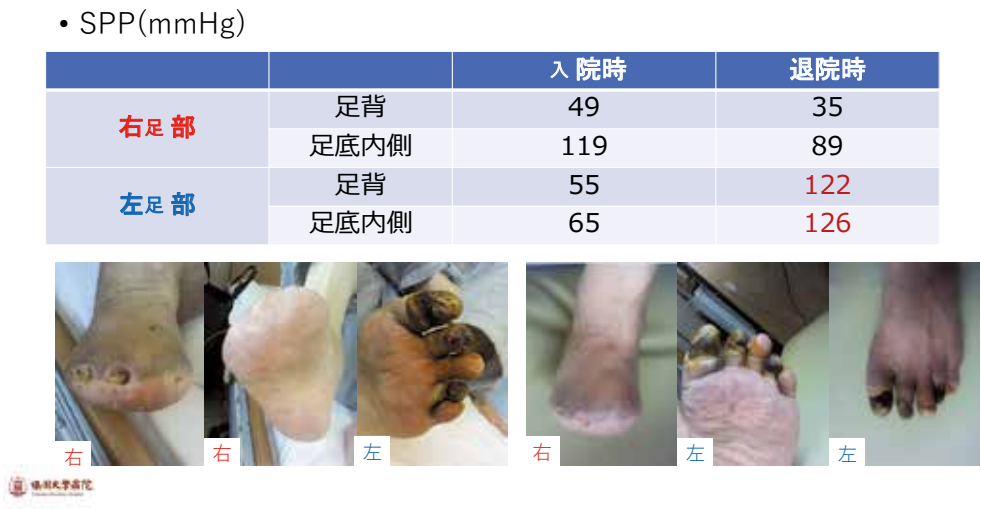 • SPP(mmHg)
入院時 退院時
右足部 足背 49 35
足底内側 119 89
左足部 足背 55 122
足底内側 65 126
右 右 左 右 左 左